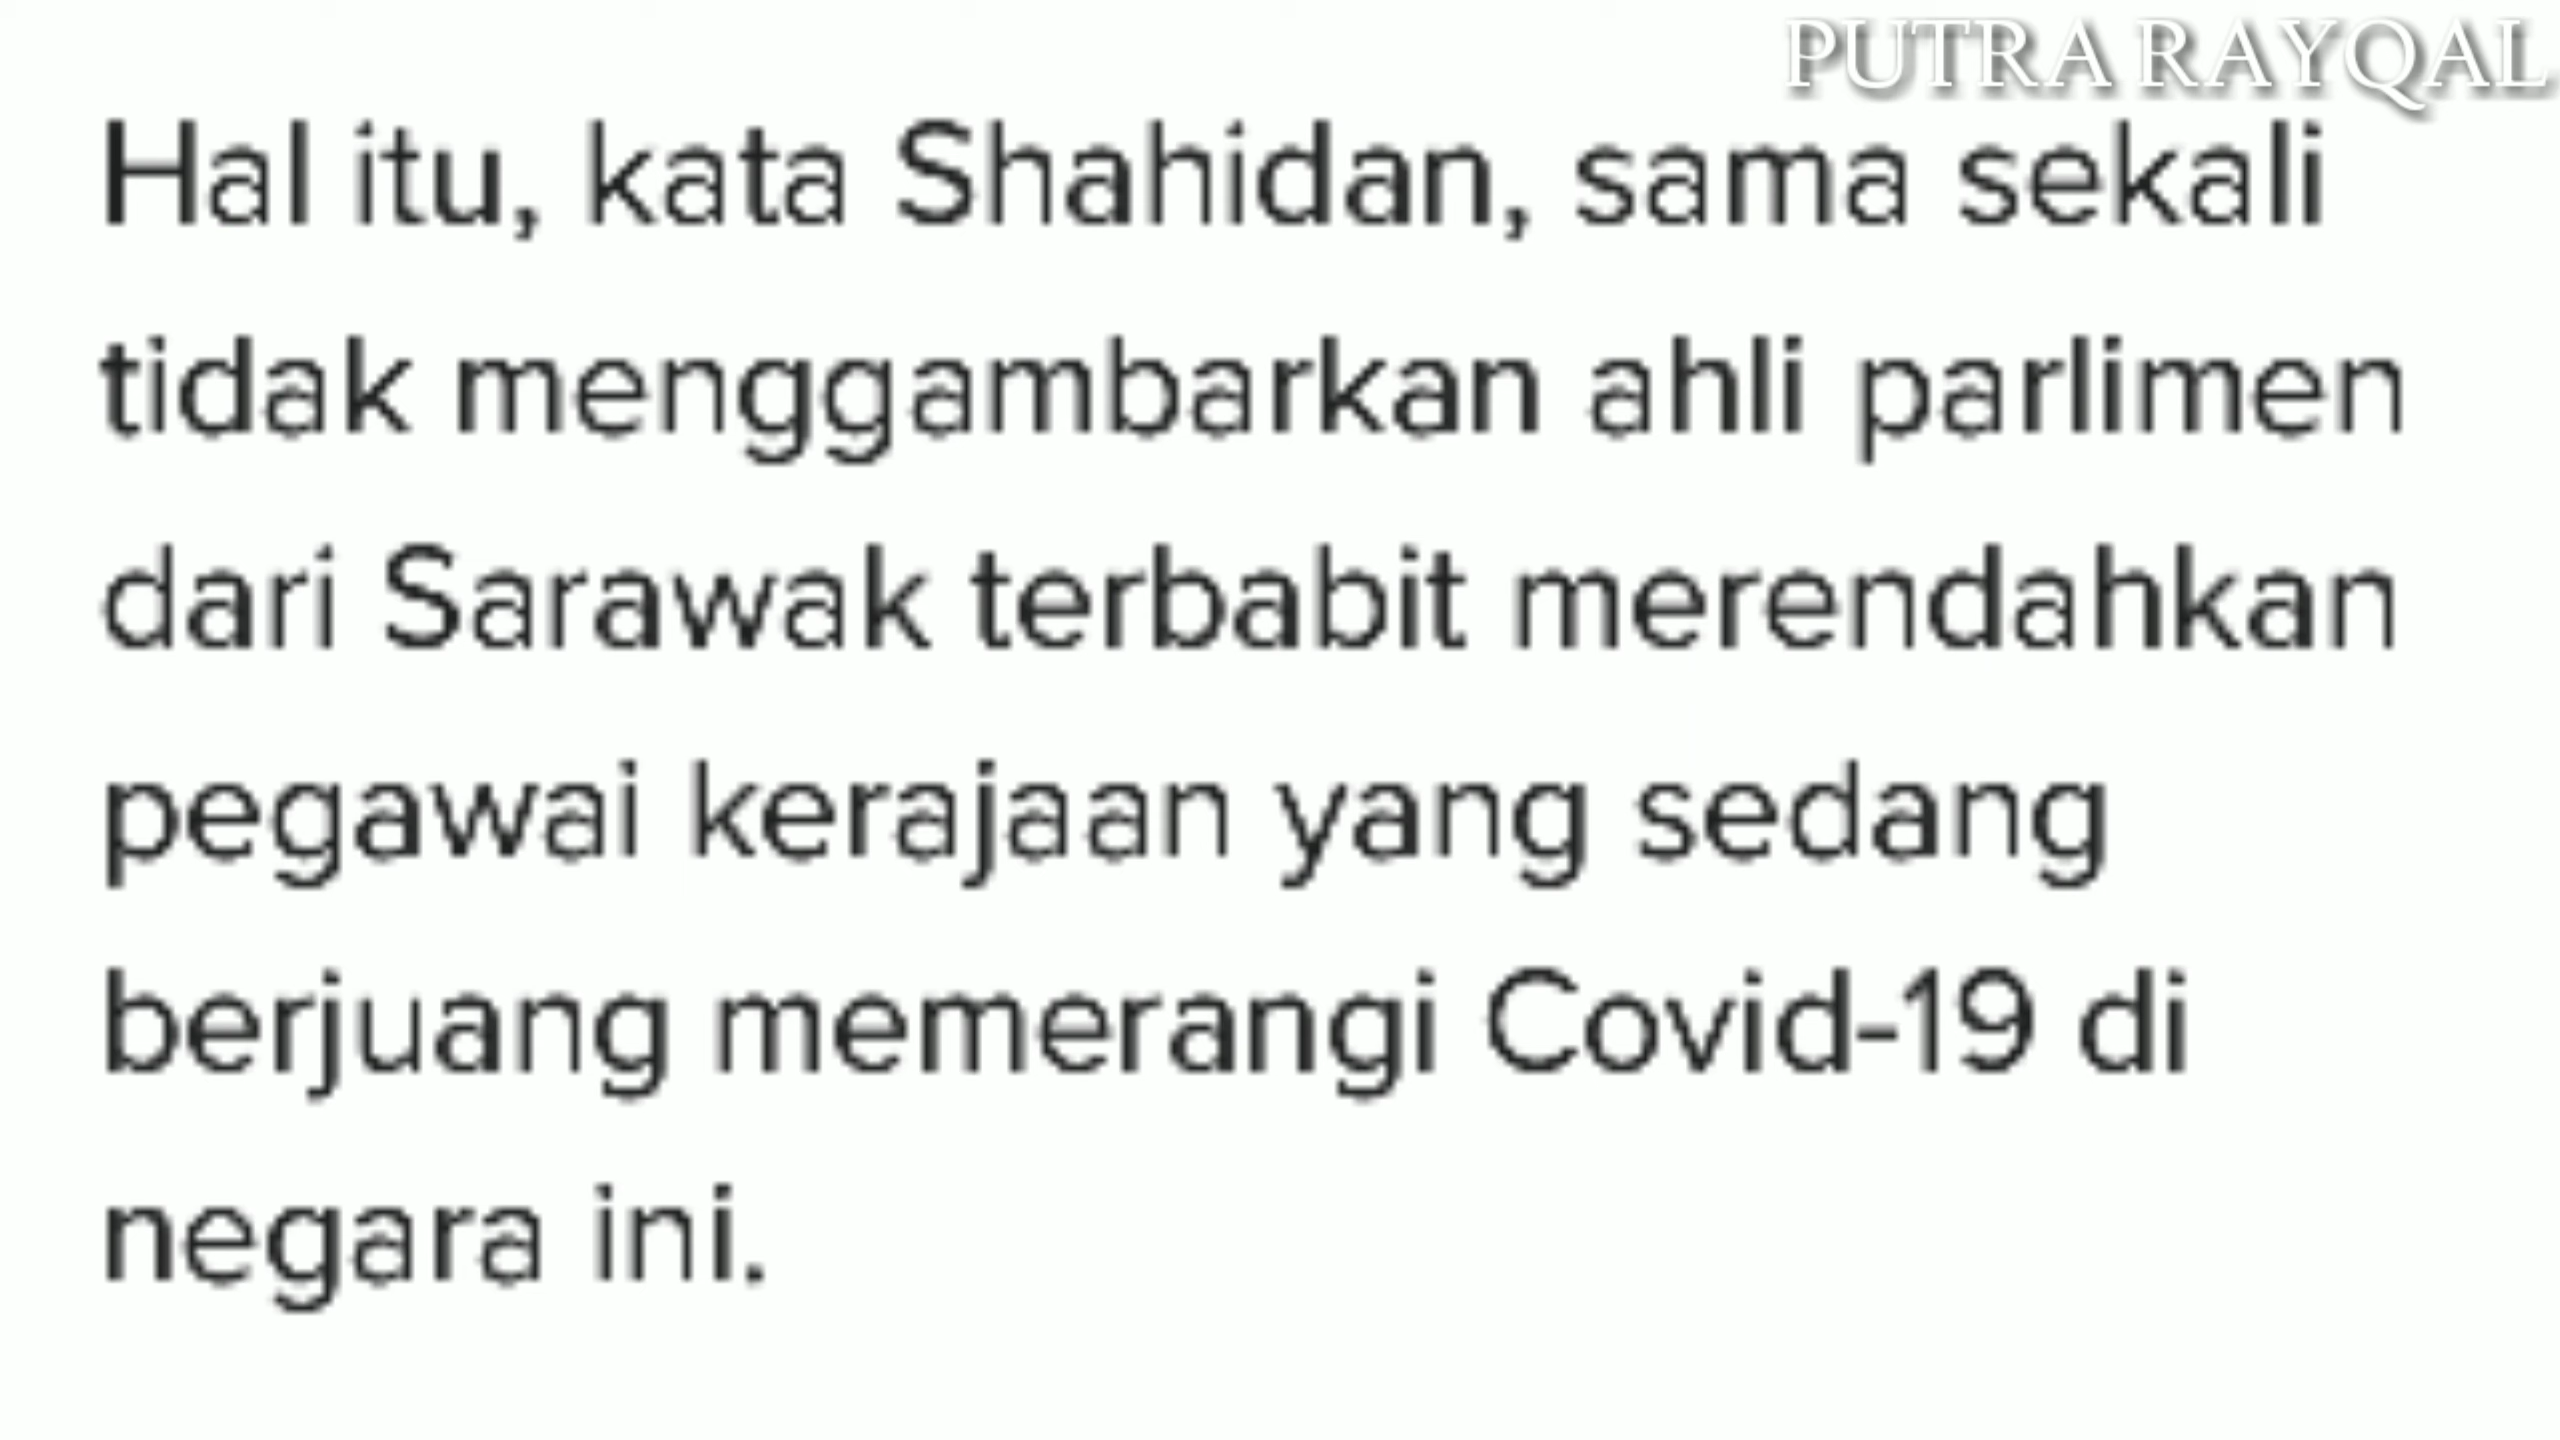 PUTRA RAYQAL
Hal itu, kata Shahidan, sama sekali
tidak menggambarkan ahli parlimen
dari Sarawak terbabit merendahkan
pegawai kerajaan yang sedang
berjuang memerangi Covid-19 di
negara ini.